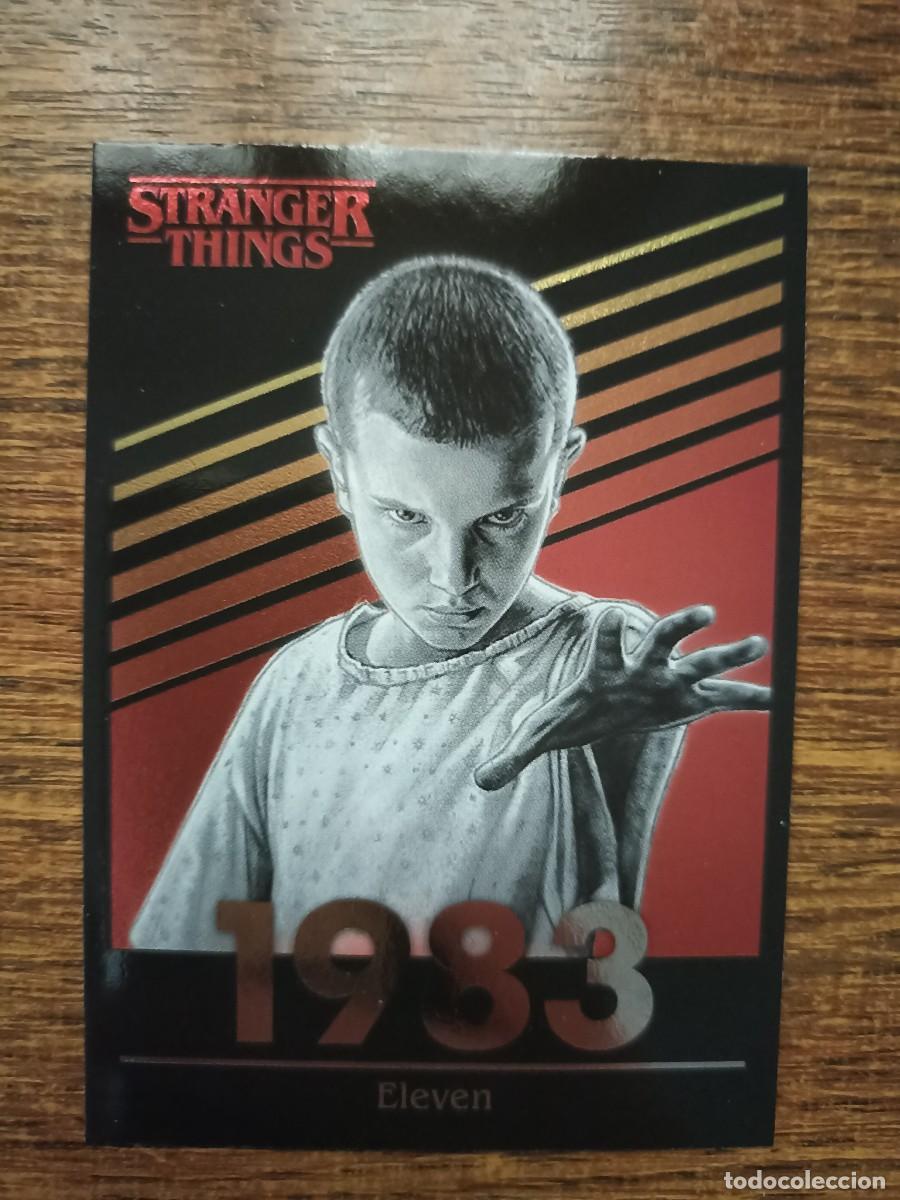 STRANGER
THINGS
1983
Eleven
todocoleccion